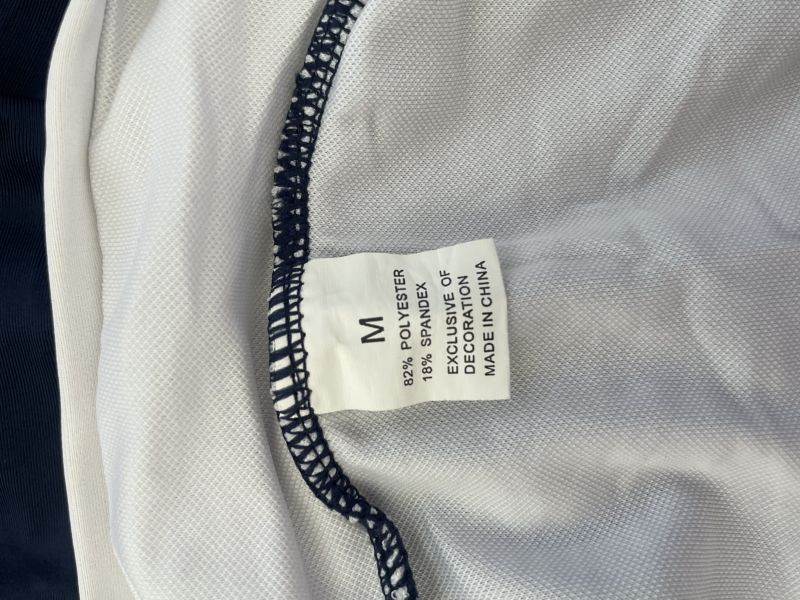 M
82% POLYESTER
18% SPANDEX
EXCLUSIVE OF
DECORATION
MADE IN CHINA